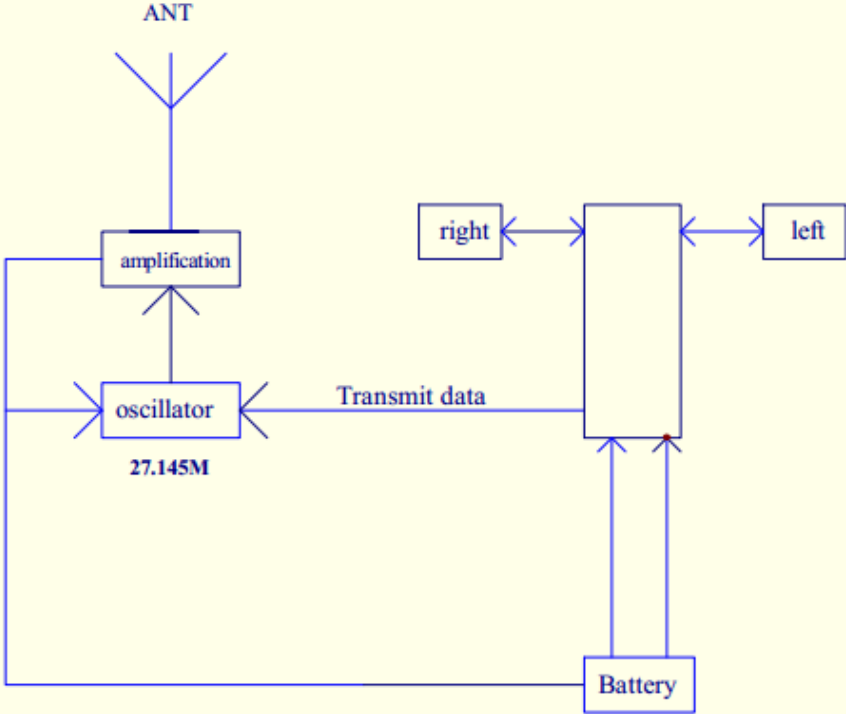 ANT
right
left
amplification
Transmit data
oscillator
27.145M
Battery